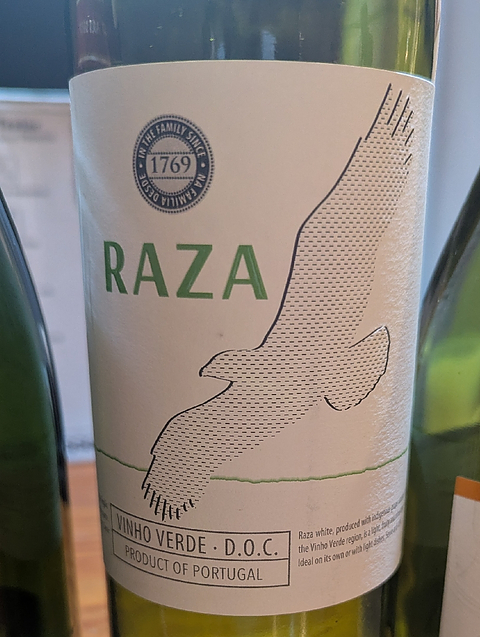 IN THE FAMILY SINCE
1769
NA FAMILIA DESDE
RAZA
VINHO VERDE · D.O.C.
PRODUCT OF PORTUGAL
Raza white, produced with indigenous
the Vinho Verde region, is a light,
Ideal on its own or with light